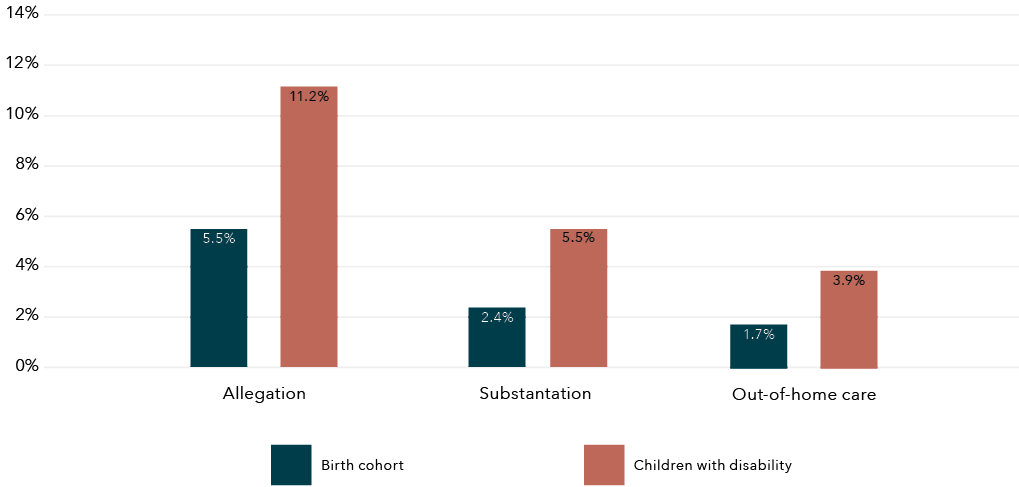 14%
12%
10%
8%
6%
4%
2%
0%
11.2%
5.5%
5.5%
2.4%
3.9%
1.7%
Allegation
Substantation
Out-of-home care
Birth cohort
Children with disability